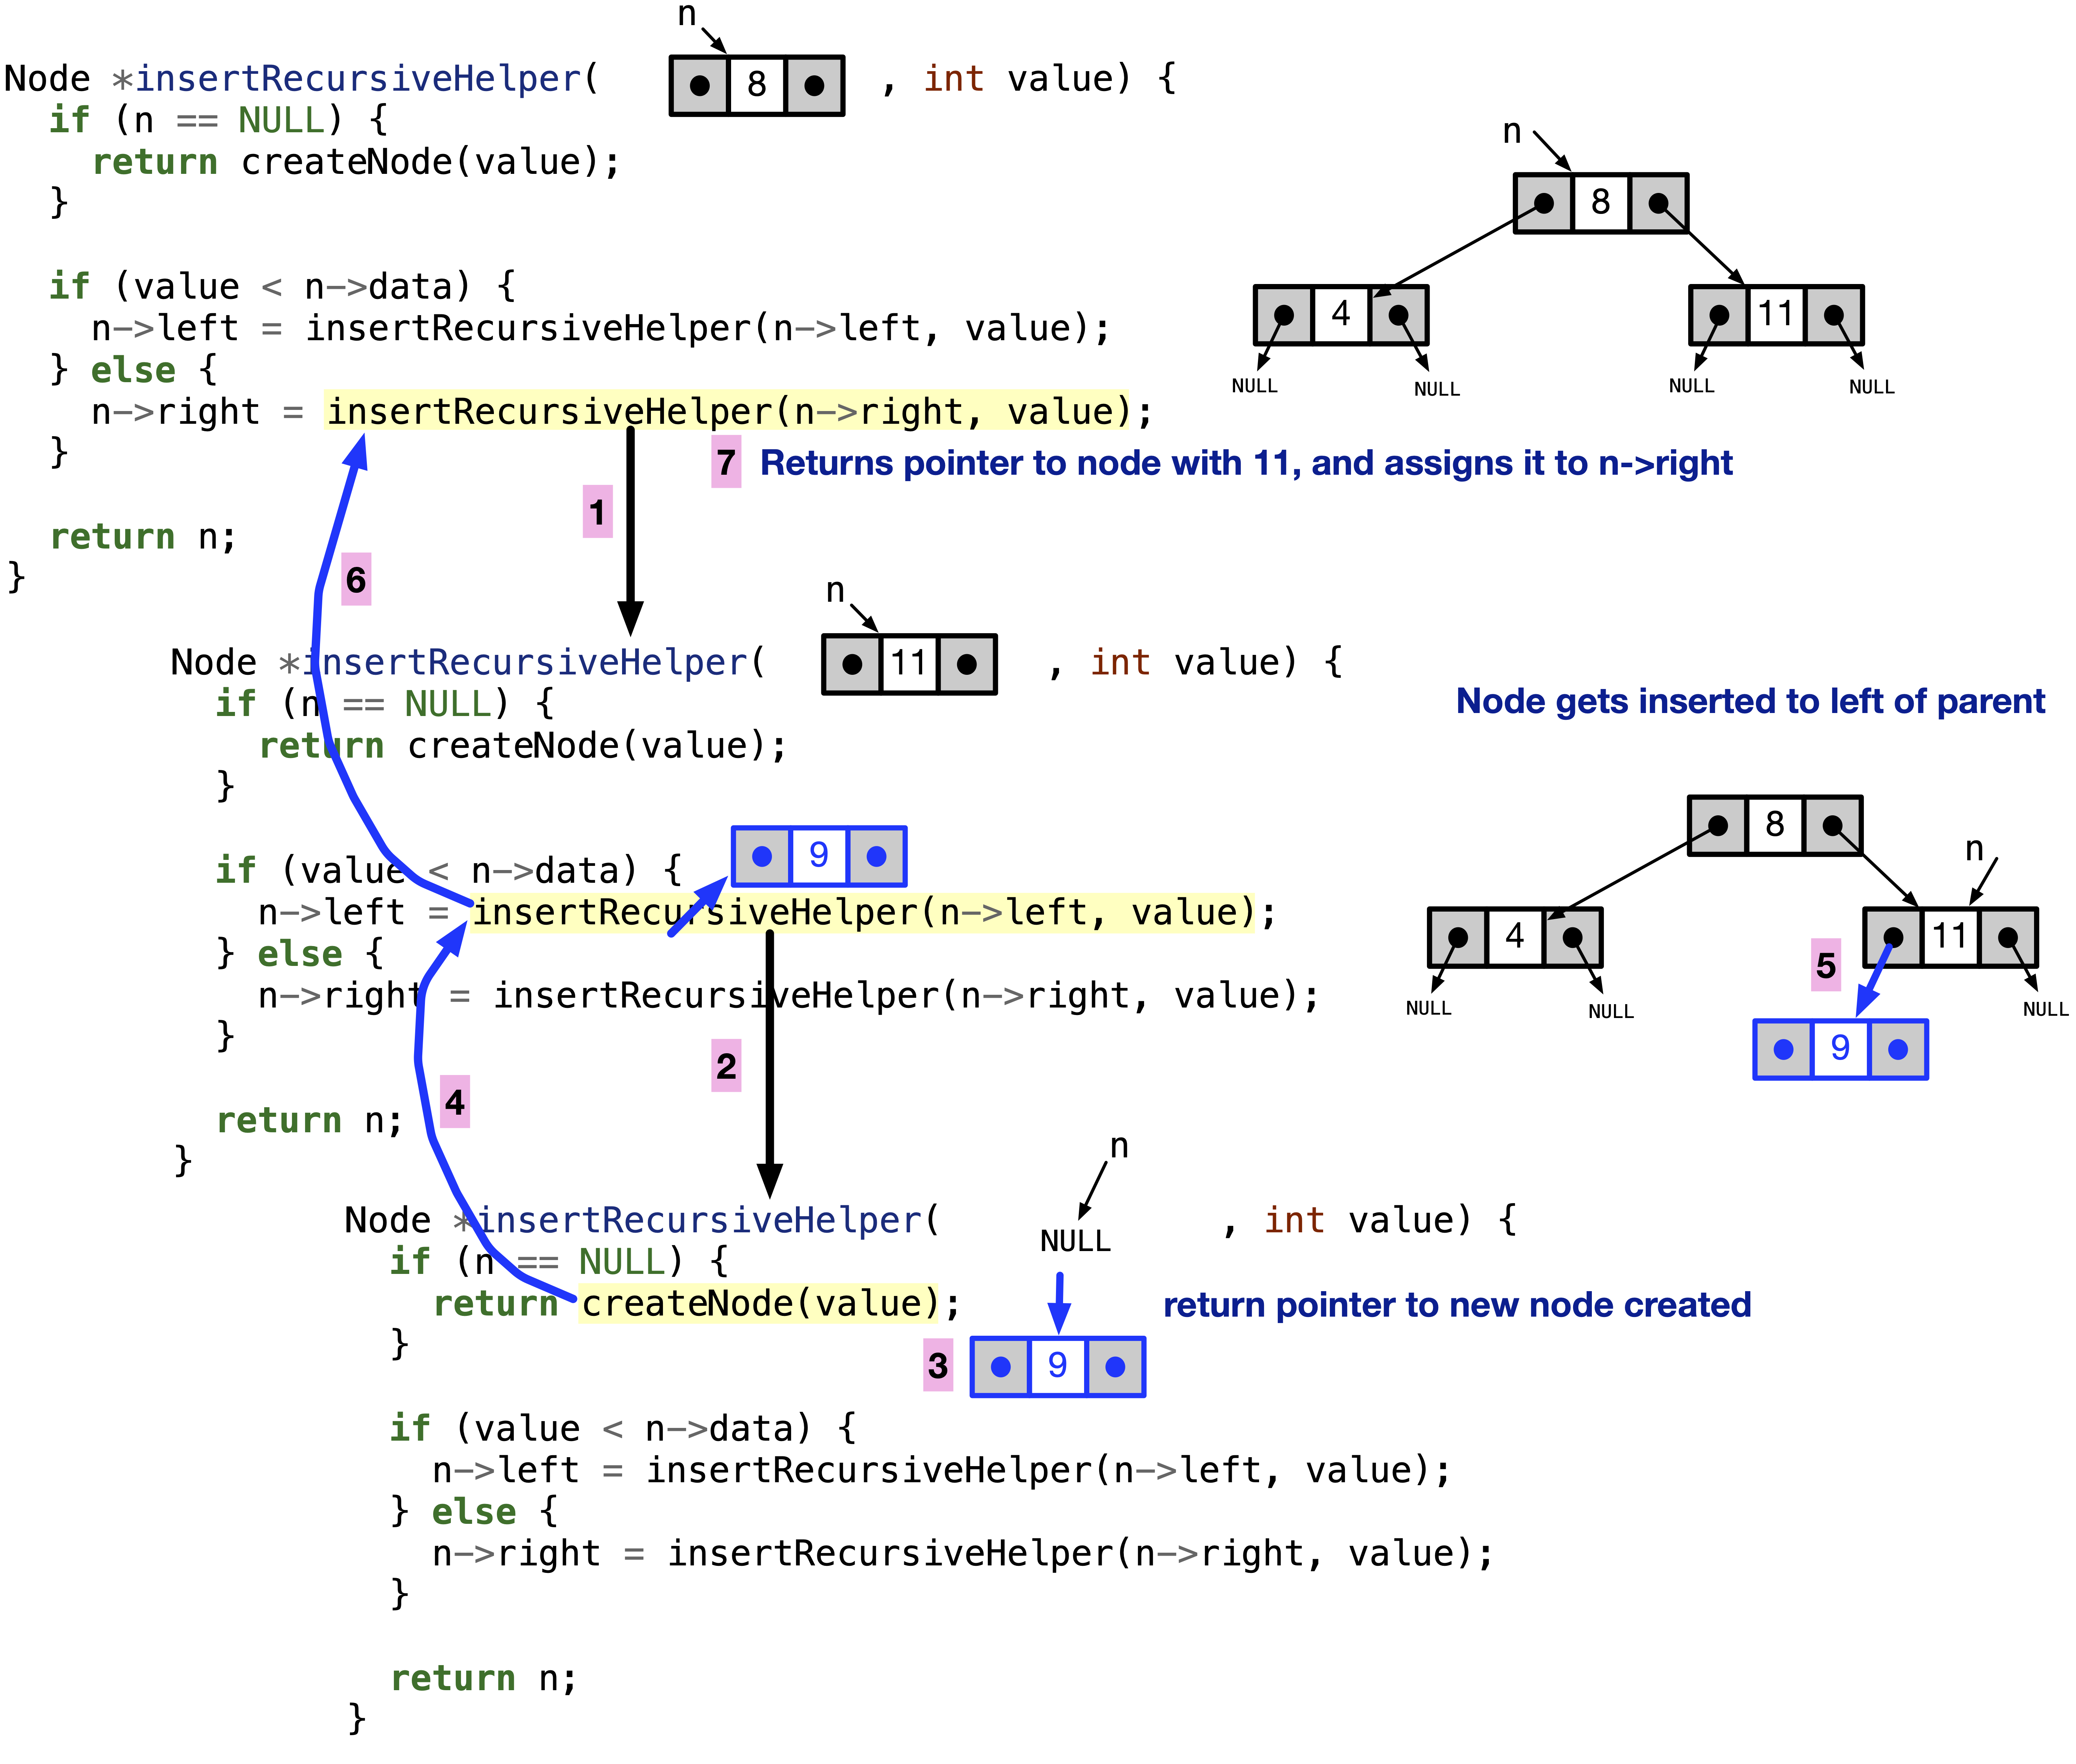 n
Node *insertRecursiveHelper( 8 , int value) {
if (n == NULL) {
return createNode(value);
}
if (value < n->data) {
n->left = insertRecursiveHelper(n->left, value);
} else {
n->right = insertRecursiveHelper(n->right, value);
}
return n;
}
n
8
4
11
NULL
NULL
NULL
NULL
7 Returns pointer to node with 11, and assigns it to n->right
1
6
n
Node *insertRecursiveHelper( 11 , int value) {
if (n == NULL) {
return createNode(value);
}
9
if (value < n->data) {
n->left = insertRecursiveHelper(n->left, value);
} else {
n->right = insertRecursiveHelper(n->right, value);
}
return n;
}
Node gets inserted to left of parent
8
n
4
11
5
NULL
NULL
NULL
9
2
4
n
Node *insertRecursiveHelper( NULL , int value) {
if (n == NULL) {
return createNode(value);
}
return pointer to new node created
3
9
if (value < n->data) {
n->left = insertRecursiveHelper(n->left, value);
} else {
n->right = insertRecursiveHelper(n->right, value);
}
return n;
}